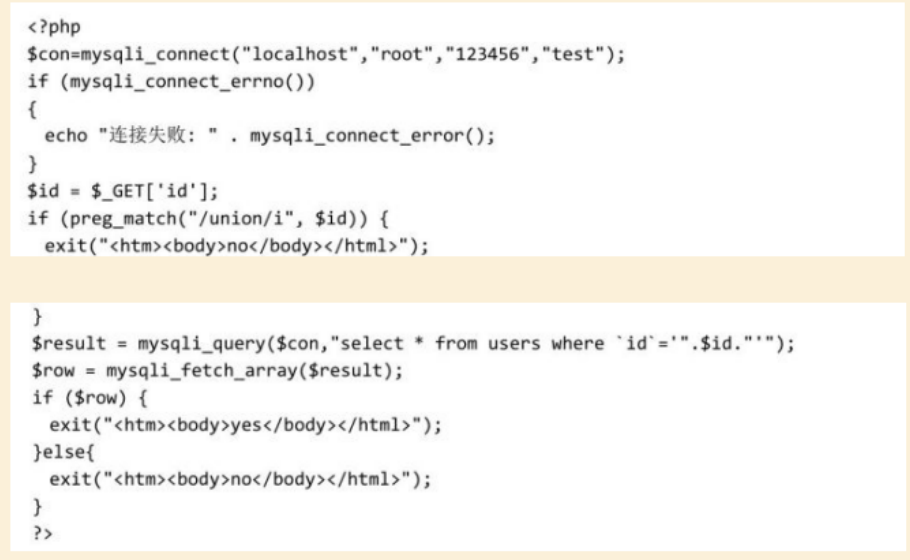 <?php
$con=mysqli_connect("localhost","root","123456","test");
if (mysqli_connect_errno())
{
echo "连接失败: " . mysqli_connect_error();
}
$id = $_GET['id'];
if (preg_match("/union/i", $id)) {
exit("<htm><body>no</body></html>");
}
$result = mysqli_query($con,"select * from users where `id`='".$id."'");
$row = mysqli_fetch_array($result);
if ($row) {
exit("<htm><body>yes</body></html>");
}else{
exit("<htm><body>no</body></html>");
}
?>